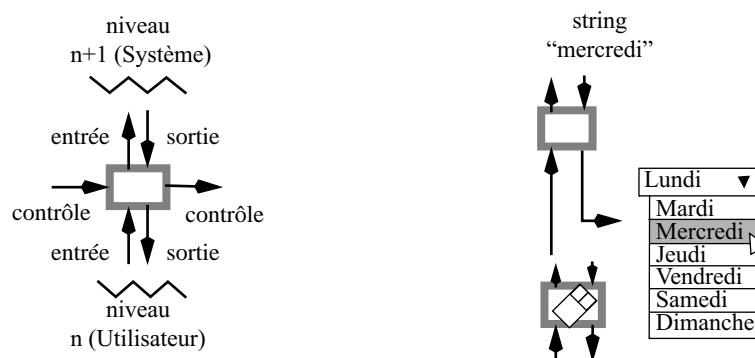 niveau
n+1 (Système)
entrée
sortie
contrôle
contrôle
entrée
sortie
niveau
n (Utilisateur)
string
“mercredi”
Lundi
Mardi
Mercredi
Jeudi
Vendredi
Samedi
Dimanche